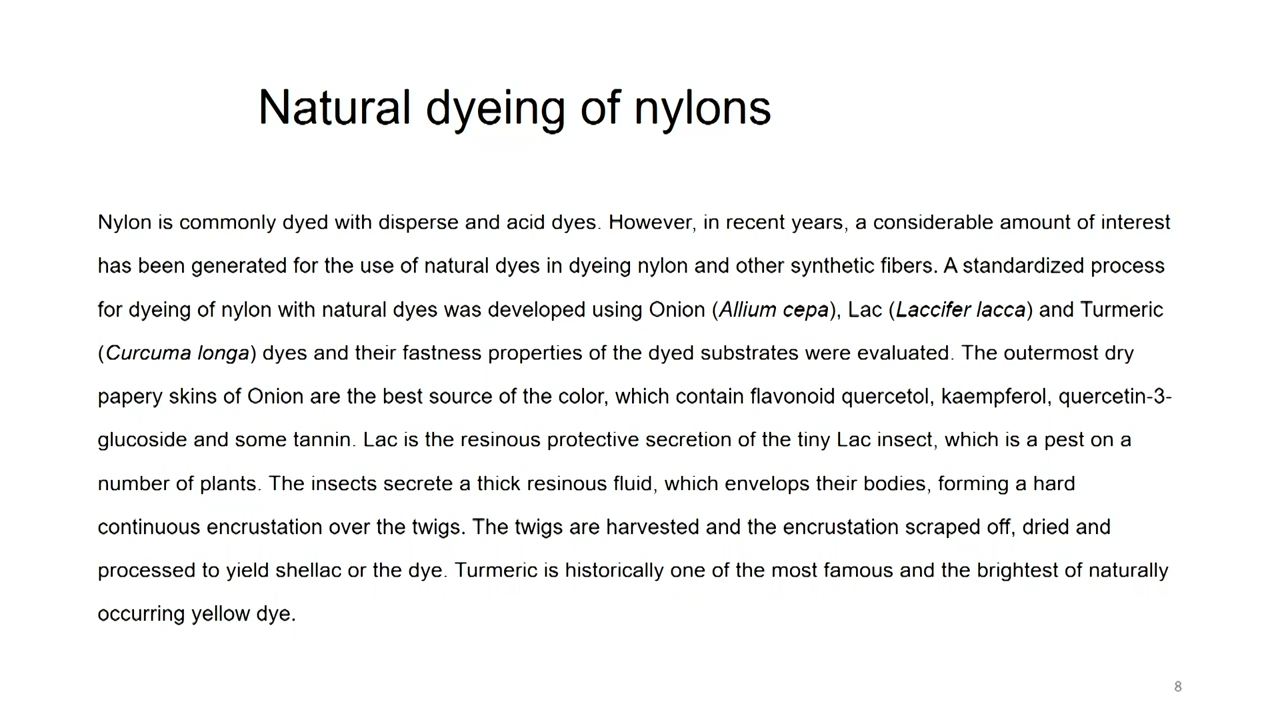 Natural dyeing of nylons
Nylon is commonly dyed with disperse and acid dyes. However, in recent years, a considerable amount of interest
has been generated for the use of natural dyes in dyeing nylon and other synthetic fibers. A standardized process
for dyeing of nylon with natural dyes was developed using Onion (Allium cepa), Lac (Laccifer lacca) and Turmeric
(Curcuma longa) dyes and their fastness properties of the dyed substrates were evaluated. The outermost dry
papery skins of Onion are the best source of the color, which contain flavonoid quercetol, kaempferol, quercetin-3-
glucoside and some tannin. Lac is the resinous protective secretion of the tiny Lac insect, which is a pest on a
number of plants. The insects secrete a thick resinous fluid, which envelops their bodies, forming a hard
continuous encrustation over the twigs. The twigs are harvested and the encrustation scraped off, dried and
processed to yield shellac or the dye. Turmeric is historically one of the most famous and the brightest of naturally
occurring yellow dye.
8